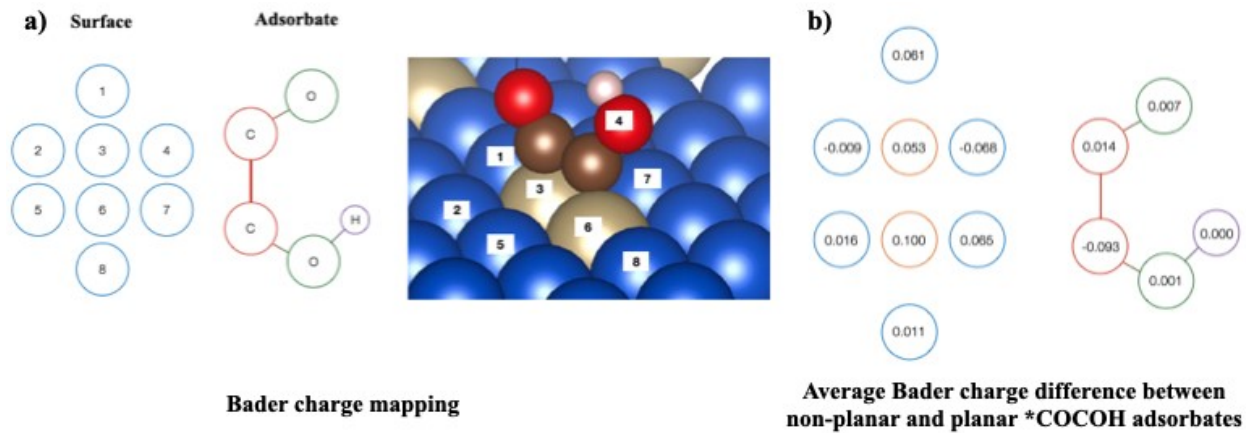 a)
Surface
Adsorbate
1
2
3
4
5
6
7
8
O
C
C
O
H
1
2
3
4
5
6
7
8
b)
0.061
-0.009
0.053
-0.068
0.016
0.100
0.065
0.011
0.007
0.014
-0.093
0.001
0.000
Bader charge mapping
Average Bader charge difference between
non-planar and planar *COCOH adsorbates